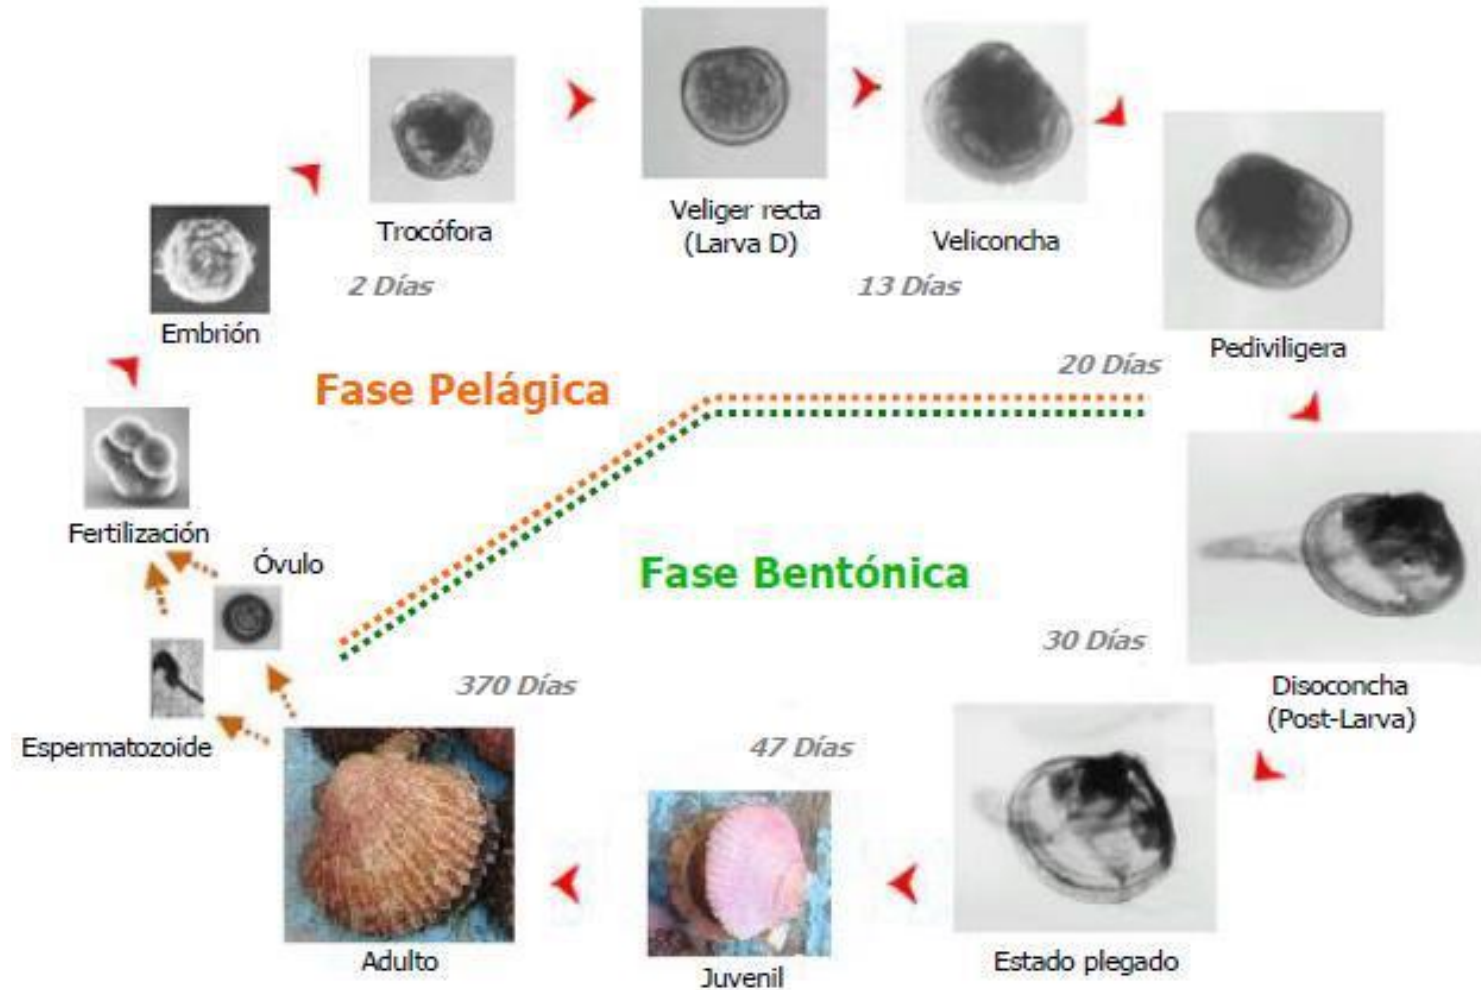 Trocófora
Veliger recta
(Larva D)
Veliconcha
2 Días
13 Días
Embrión
Pediviligera
20 Días
Fase Pelágica
Fertilización
Óvulo
Fase Bentónica
30 Días
Disoconcha
(Post-Larva)
370 Días
Espermatozoide
47 Días
Adulto
Juvenil
Estado plegado